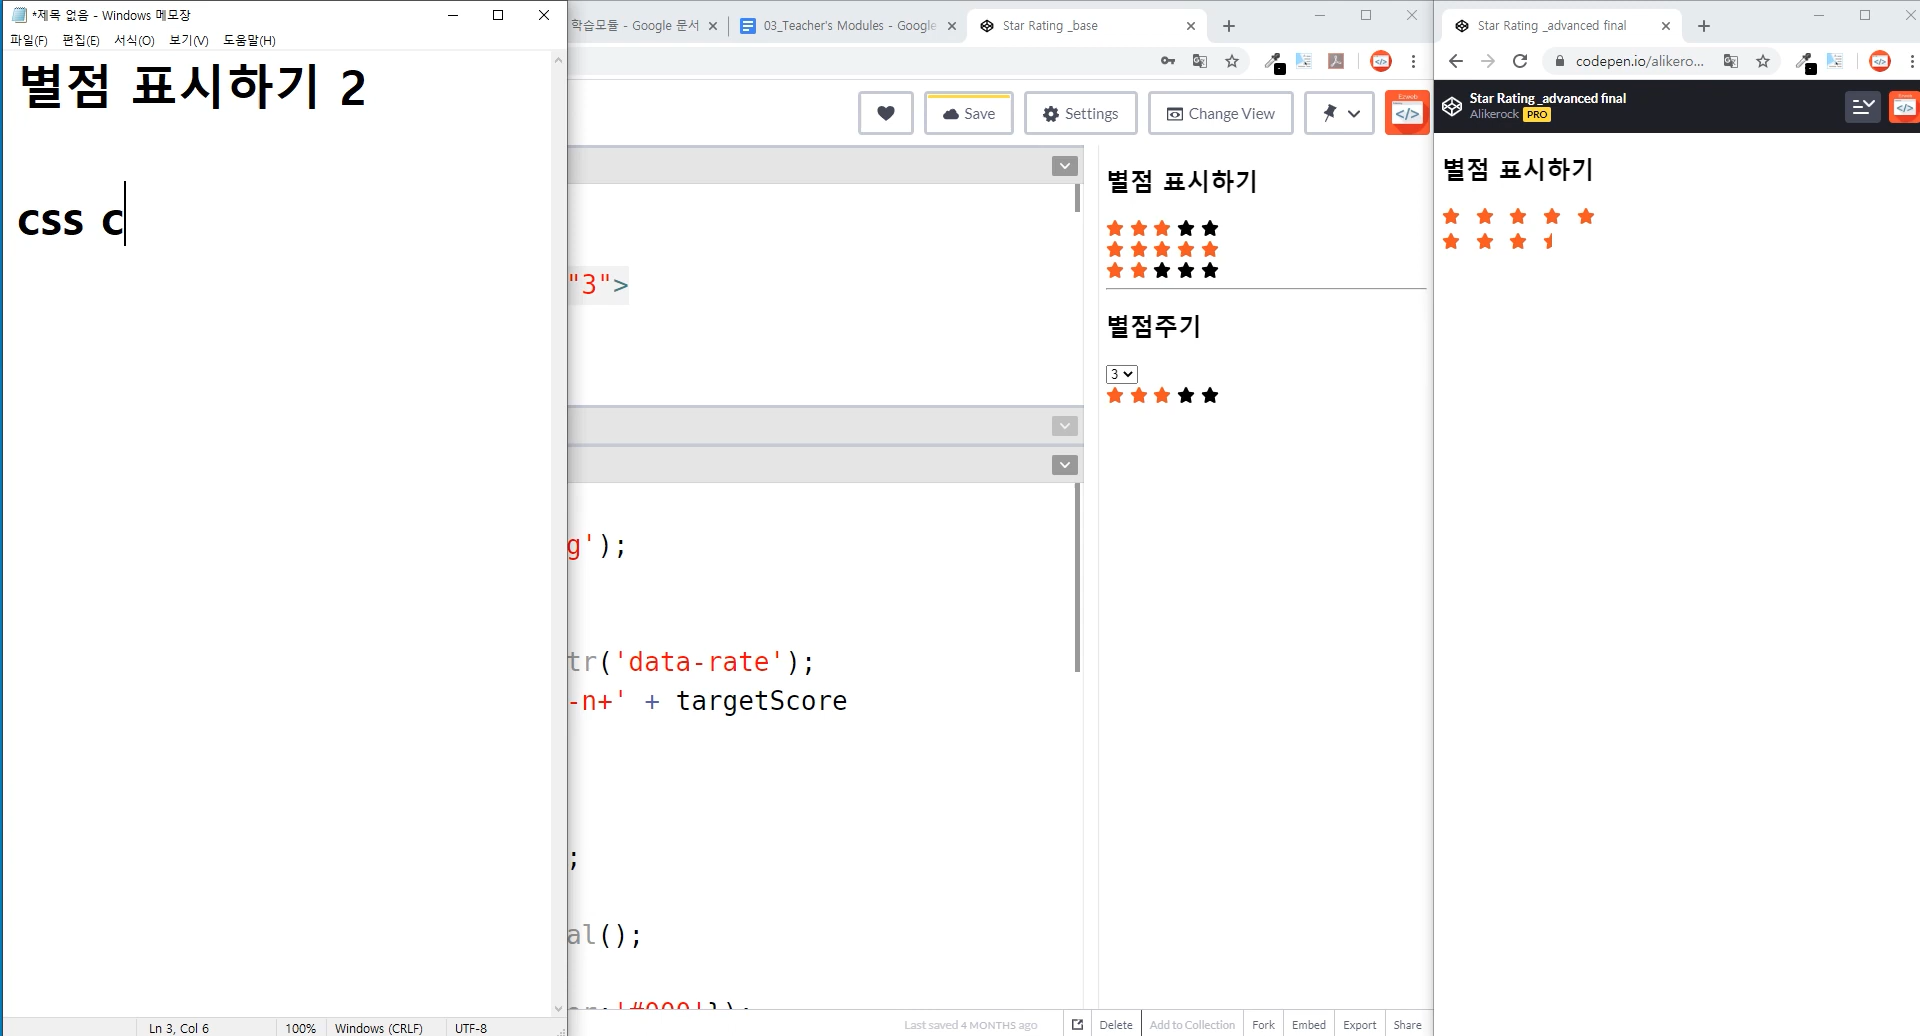 *제목 없음 - Windows 메모장
파일(F) 편집(E) 서식(O) 보기(V) 도움말(H)
별점 표시하기 2
css c
Ln 3, Col 6 100% Windows (CRLF) UTF-8
학습모듈 - Google 문서
03_Teacher's Modules - Google
Star Rating _base
Save
Settings
Change View
"3">
g');
tr('data-rate');
-n+' + targetScore
;
al();
별점 표시하기
별점주기
3
Last saved 4 MONTHS ago
Delete
Add to Collection
Fork
Embed
Export
Share
Star Rating _advanced final
codepen.io/alikero...
Star Rating _advanced final
Alikerock PRO
별점 표시하기